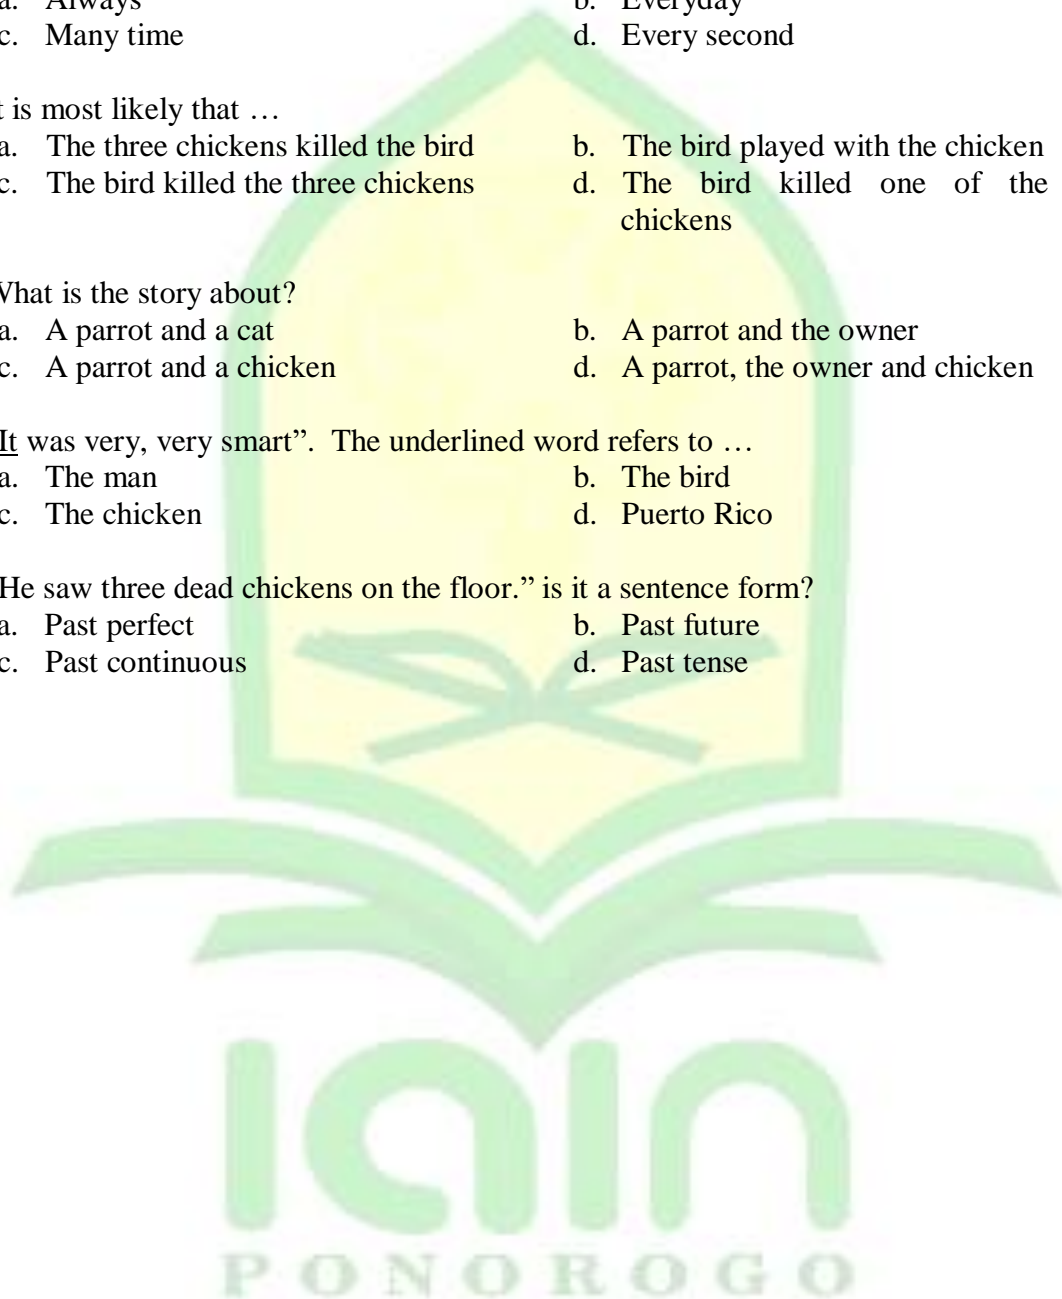 a. Always b. Everyday
c. Many time d. Every second
t is most likely that …
a. The three chickens killed the bird b. The bird played with the chicken
c. The bird killed the three chickens d. The bird killed one of the
chickens
What is the story about?
a. A parrot and a cat b. A parrot and the owner
c. A parrot and a chicken d. A parrot, the owner and chicken
It was very, very smart”. The underlined word refers to …
a. The man b. The bird
c. The chicken d. Puerto Rico
He saw three dead chickens on the floor.” is it a sentence form?
a. Past perfect b. Past future
c. Past continuous d. Past tense
iain
PONOROGO